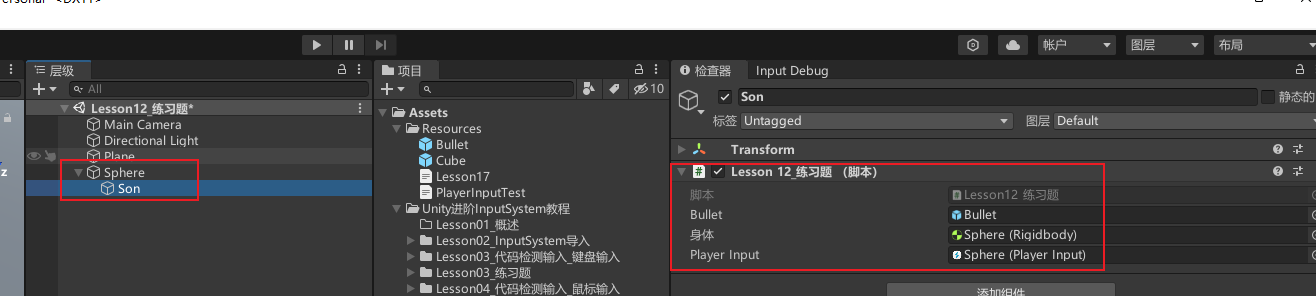 帐户
图层
布局
层级
All
Lesson12_练习题*
Main Camera
Directional Light
Plane
Sphere
Son
项目
10
Assets
Resources
Bullet
Cube
Lesson17
PlayerInputTest
Unity进阶InputSystem教程
Lesson01_概述
Lesson02_InputSystem导入
Lesson03_代码检测输入_键盘输入
Lesson03_练习题
Lesson04_代码检测输入_鼠标输入
检查器 Input Debug
Son 静态的
标签 Untagged 图层 Default
Transform
Lesson 12_练习题 （脚本）
脚本 Lesson12 练习题
Bullet Bullet
身体 Sphere (Rigidbody)
Player Input Sphere (Player Input)
添加组件